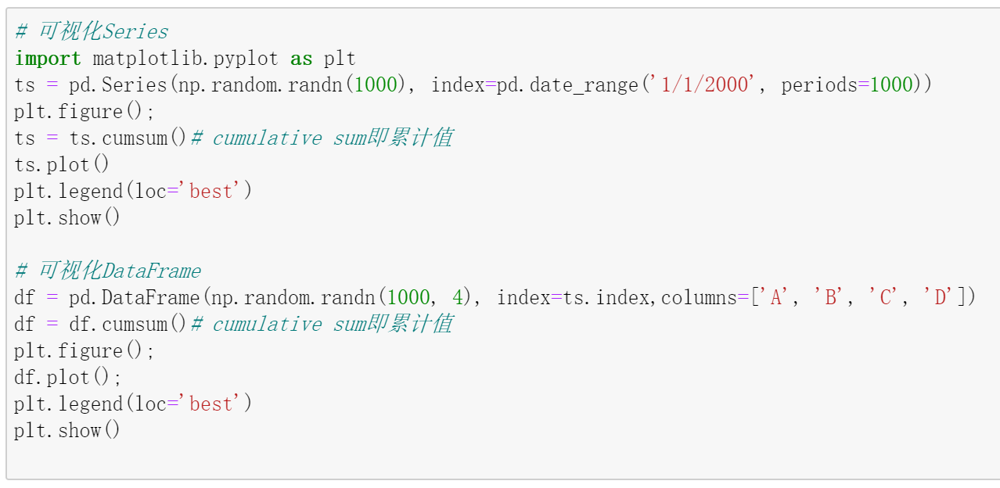 # 可视化Series
import matplotlib.pyplot as plt
ts = pd.Series(np.random.randn(1000), index=pd.date_range('1/1/2000', periods=1000))
plt.figure();
ts = ts.cumsum()# cumulative sum即累计值
ts.plot()
plt.legend(loc='best')
plt.show()
# 可视化DataFrame
df = pd.DataFrame(np.random.randn(1000, 4), index=ts.index,columns=['A', 'B', 'C', 'D'])
df = df.cumsum()# cumulative sum即累计值
plt.figure();
df.plot();
plt.legend(loc='best')
plt.show()